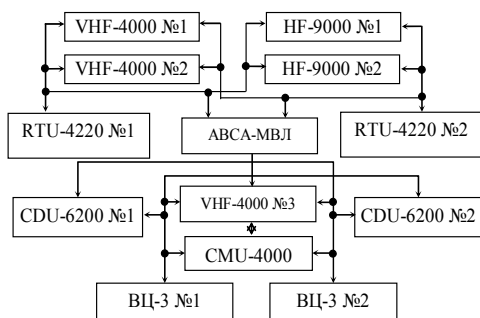 VHF-4000 №1
HF-9000 №1
VHF-4000 №2
HF-9000 №2
RTU-4220 №1
АВСА-МВЛ
RTU-4220 №2
CDU-6200 №1
VHF-4000 №3
CDU-6200 №2
CMU-4000
ВЦ-3 №1
ВЦ-3 №2